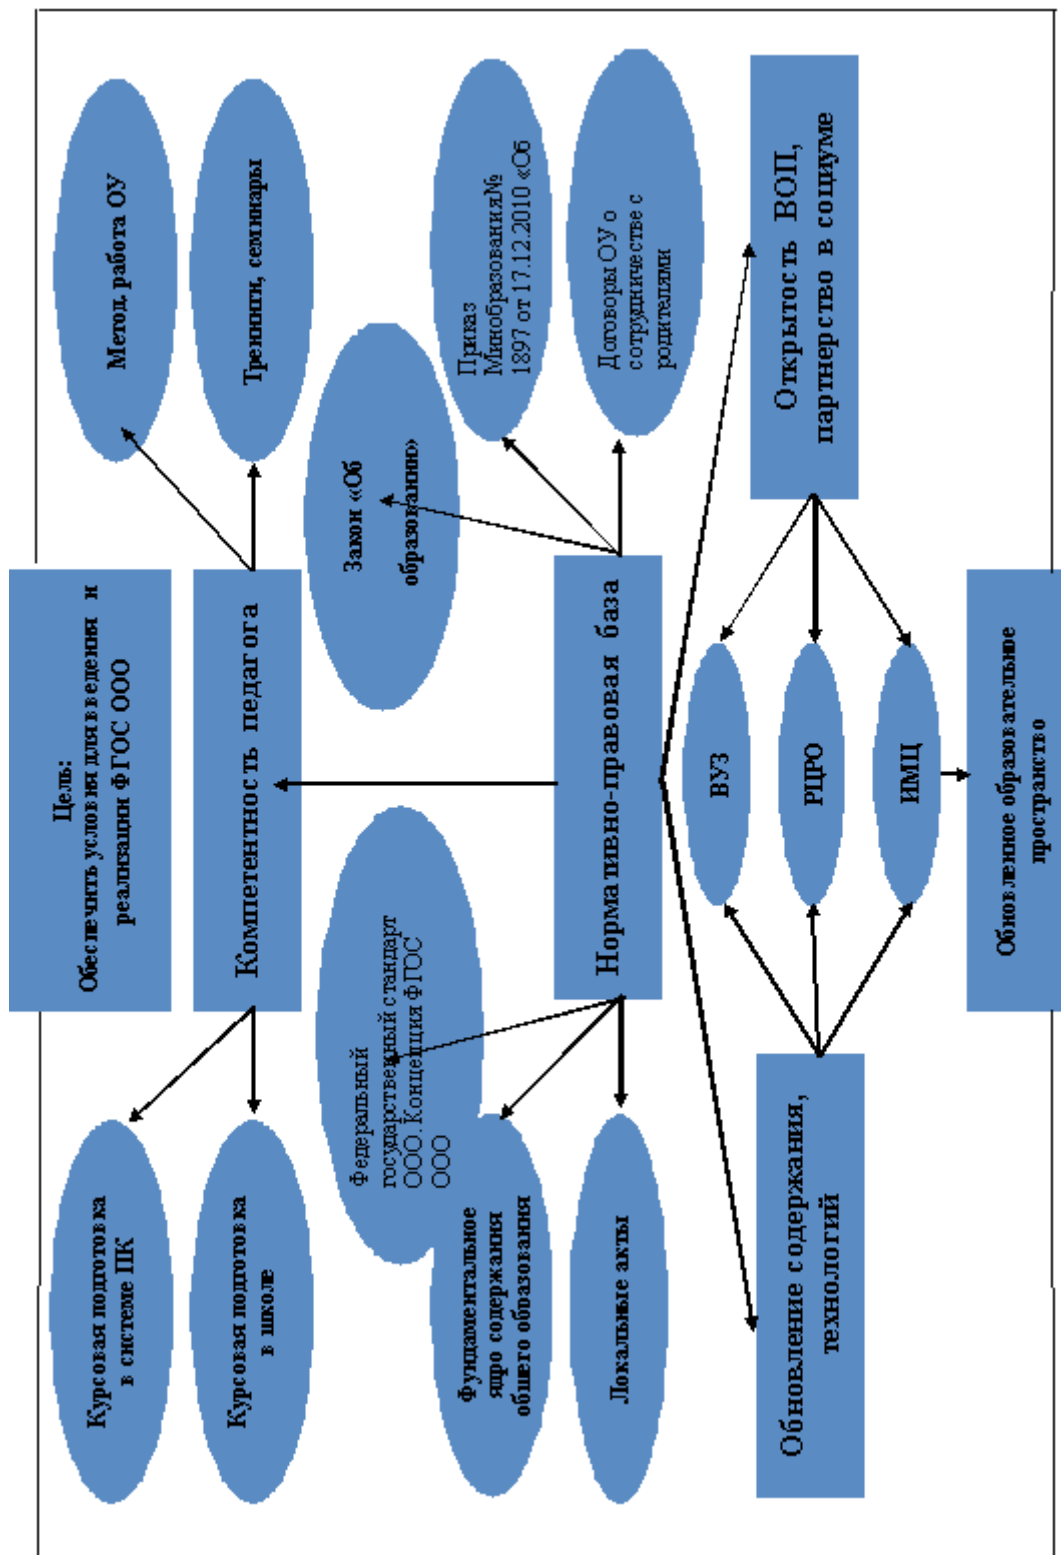 Цель:
Обеспечить условия для введения и
реализации ФГОС ООО
Курсовая подготовка
в системе ПК
Метод. работа ОУ
Компетентность педагога
Курсовая подготовка
в школе
Тренинги, семинары
Федеральный
государственный стандарт
ООО. Концепция ФГОС
ООО
Закон «Об
образованию»
Фундаментальное
ядро содержания
общего образования
Приказ
Минобразования№
1897 от 17.12.2010 «Об
Нормативно-правовая база
Локальные акты
Договоры ОУ о
сотрудничестве с
родителями
ВУЗ
Обновление содержания,
технологий
РЦРО
Открытость ВОП,
партнерство в социуме
ИМЦ
Обновленное образовательное
пространство